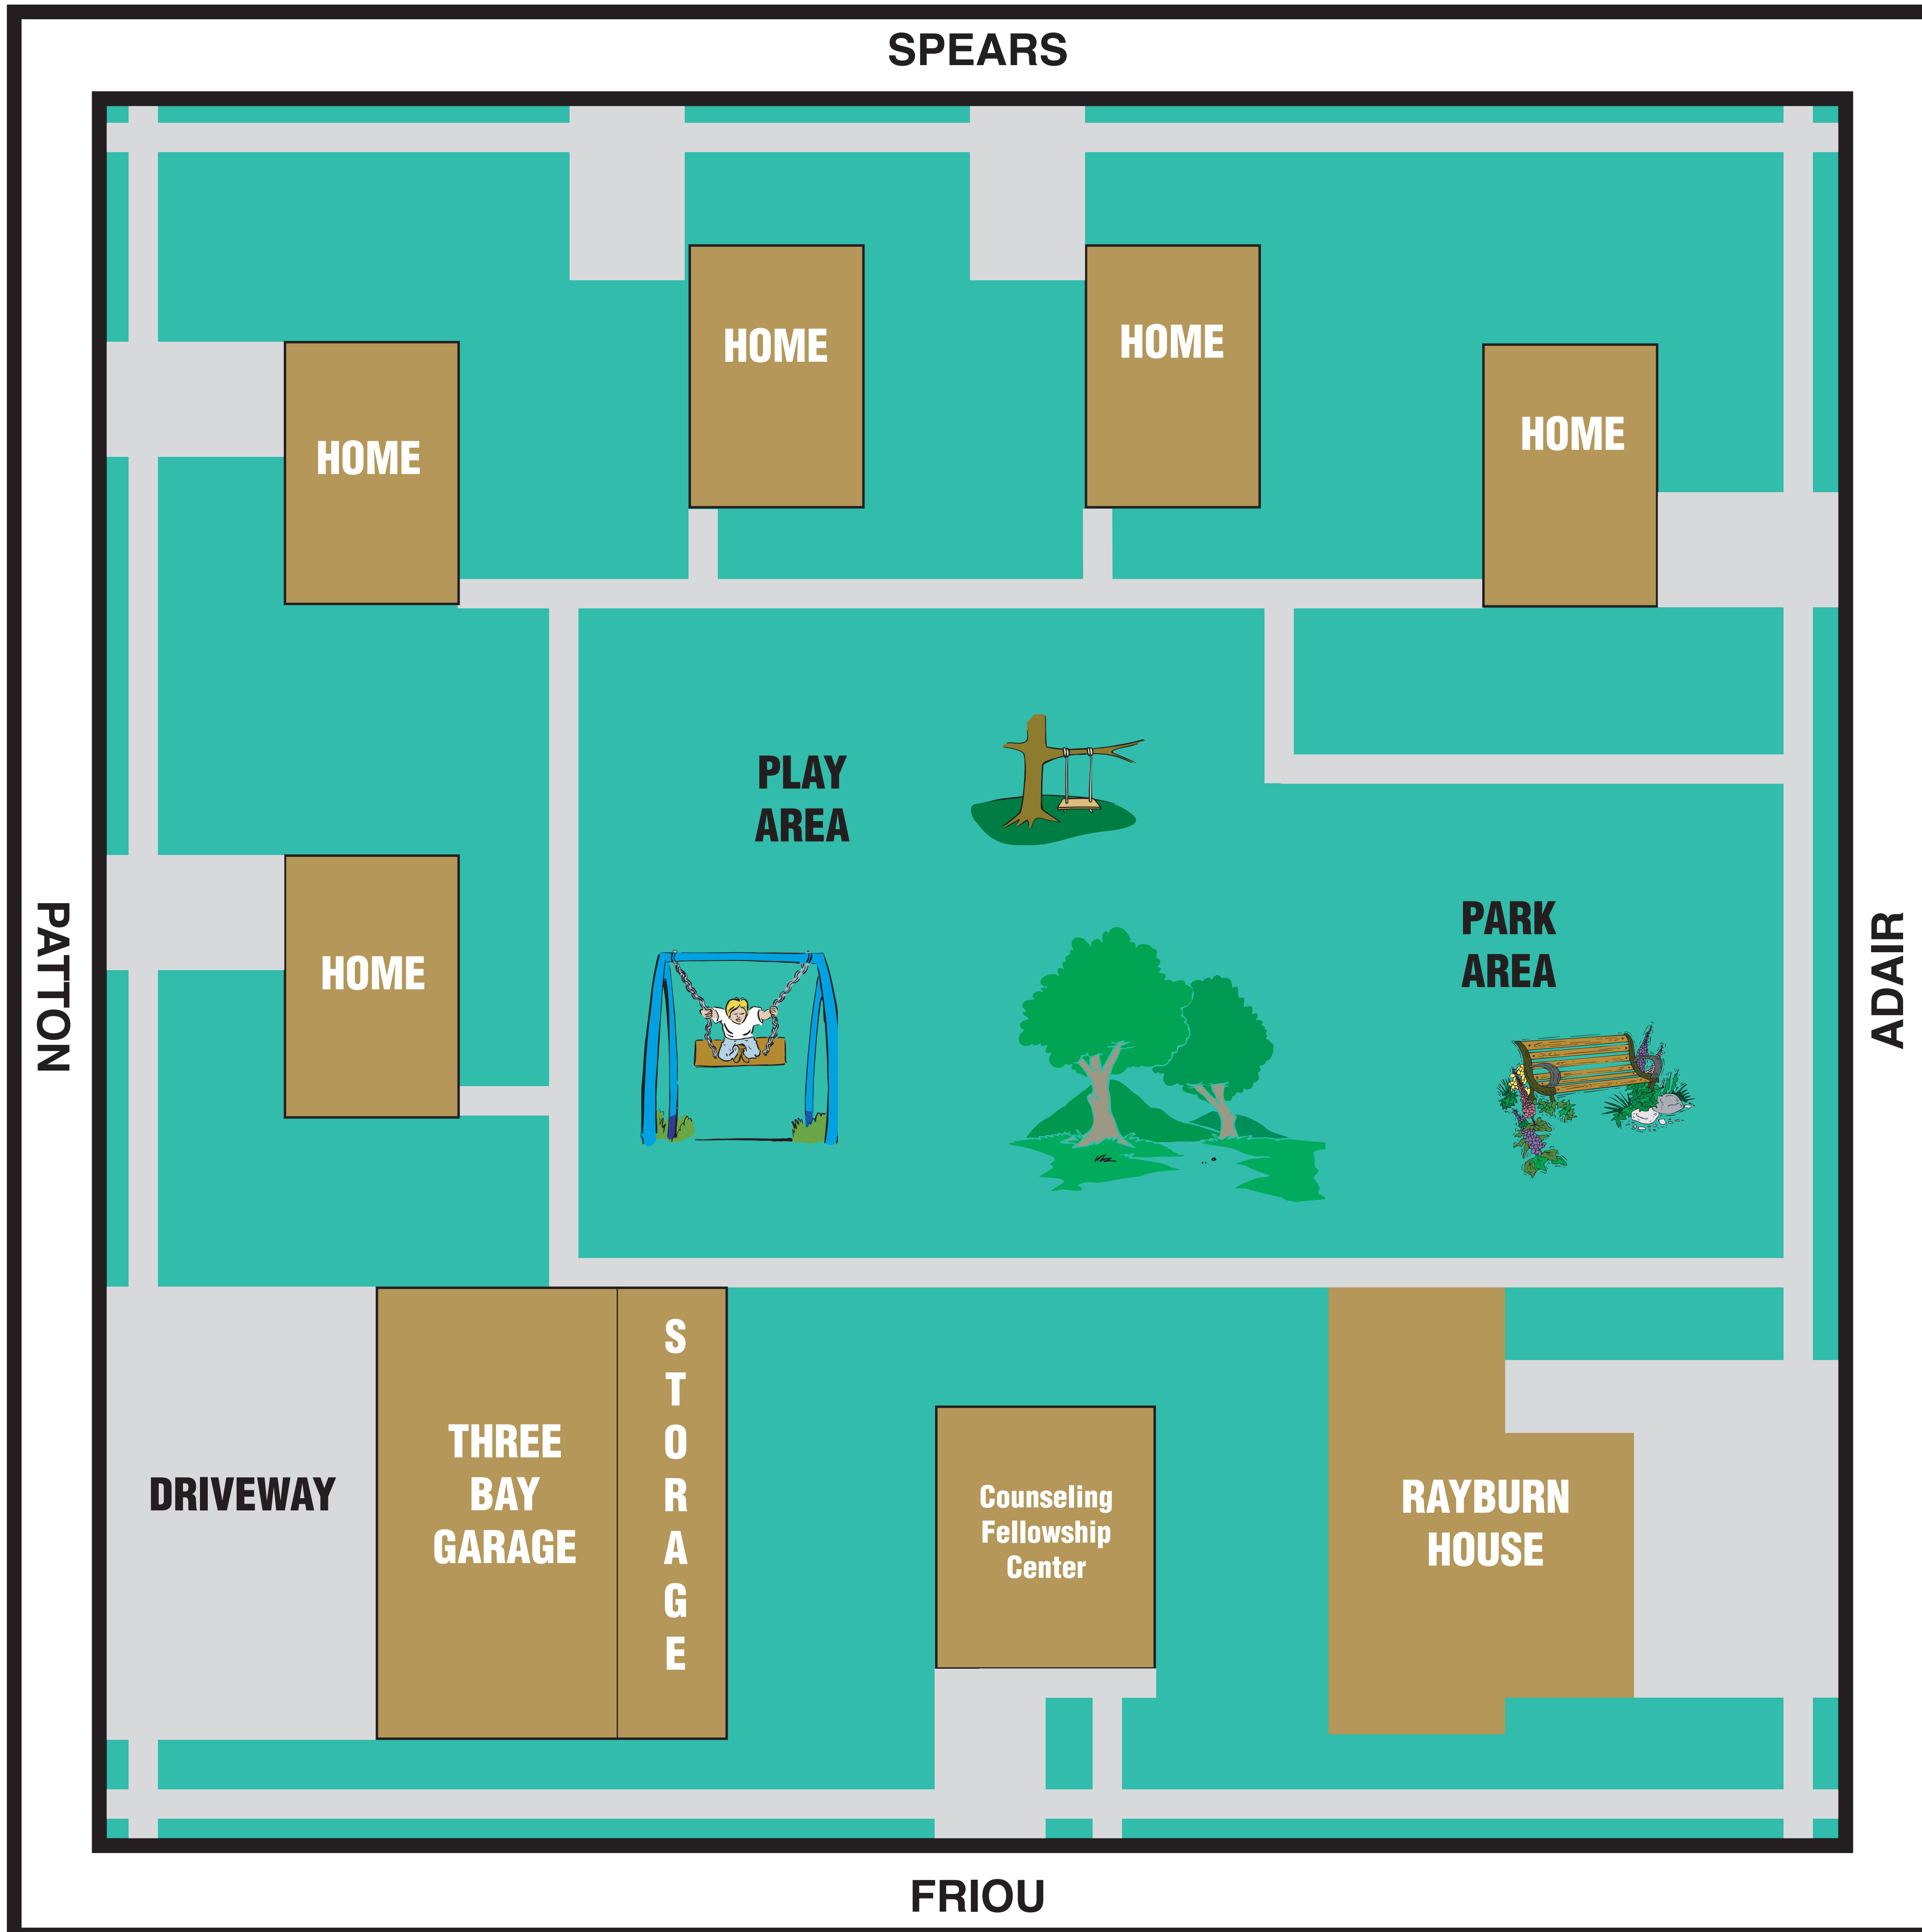 SPEARS
HOME
HOME
HOME
HOME
PLAY
AREA
PARK
AREA
PATTON
ADAIR
HOME
S
T
O
R
A
G
E
THREE
BAY
GARAGE
DRIVEWAY
Counseling
Fellowship
Center
RAYBURN
HOUSE
FRIOU